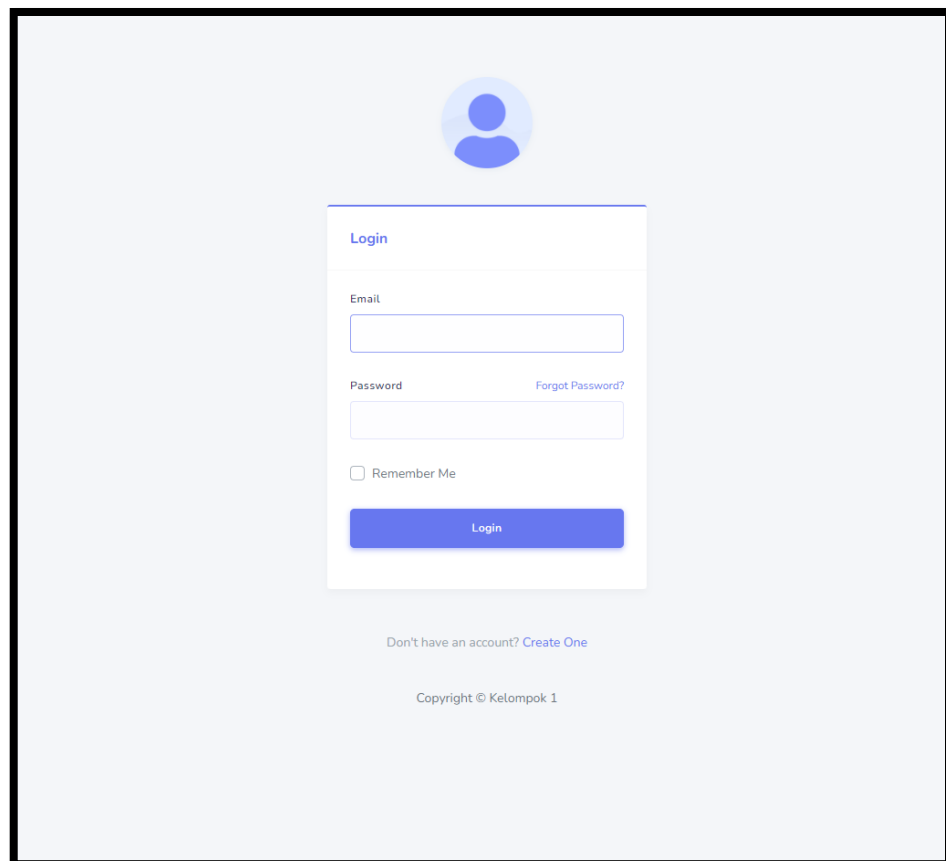 Login
Email
Password Forgot Password?
Remember Me
Login
Don't have an account? Create One
Copyright © Kelompok 1